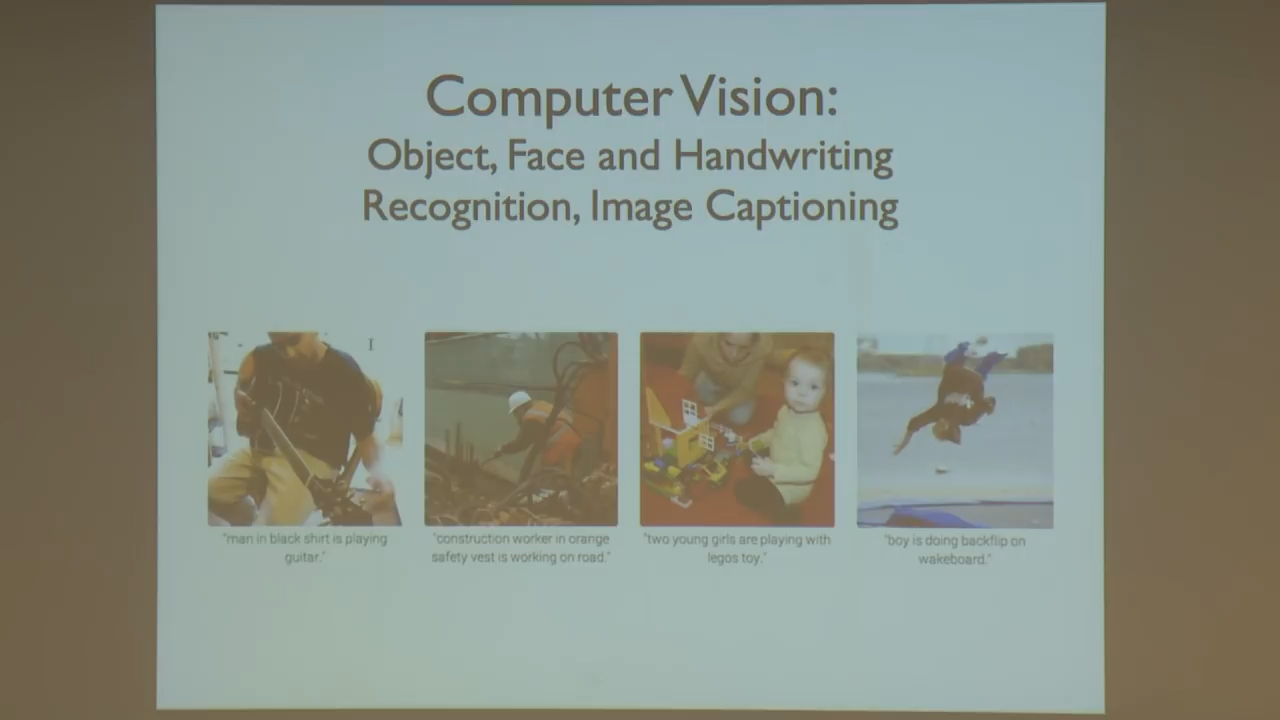 Computer Vision:
Object, Face and Handwriting
Recognition, Image Captioning
"man in black shirt is playing
guitar."
"construction worker in orange
safety vest is working on road."
"two young girls are playing with
legos toy."
"boy is doing backflip on
wakeboard."